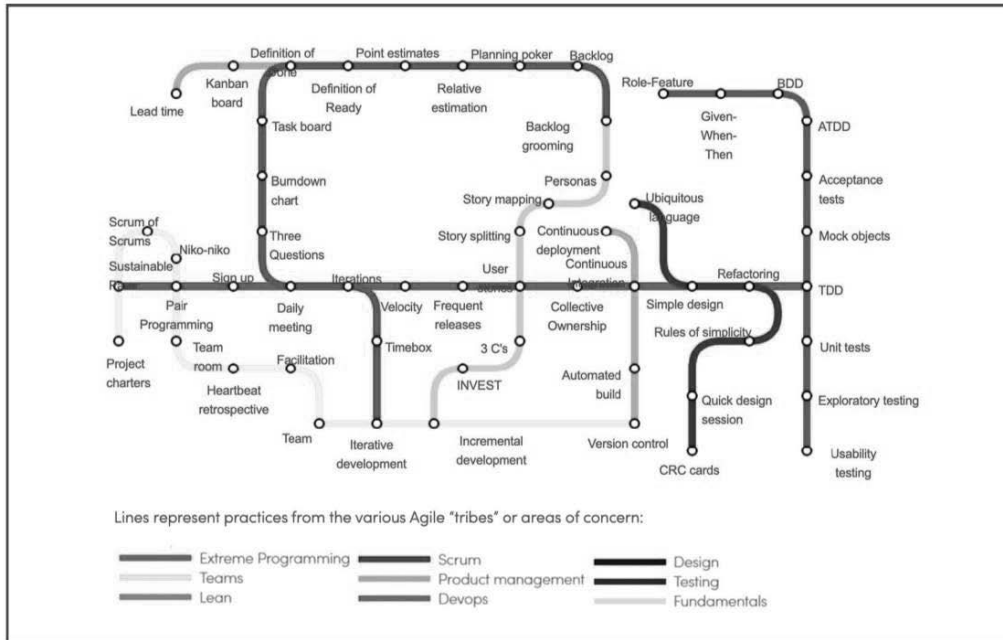 Definition of
Done
Point estimates
Planning poker
Backlog
Kanban
board
Lead time
Definition of
Ready
Relative
estimation
Role-Feature
BDD
Given-
When-
Then
ATDD
Task board
Backlog
grooming
Burndown
chart
Personas
Acceptance
tests
Story mapping
Ubiquitous
language
Scrum of
Scrums
Niko-niko
Three
Questions
Story splitting
Continuous
deployment
Mock objects
Sustainable
Sign up
Iterations
User
stories
Continuous
Integration
Refactoring
TDD
Pair
Programming
Daily
meeting
Velocity
Frequent
releases
Collective
Ownership
Simple design
Rules of simplicity
Project
charters
Team
room
Facilitation
Timebox
3 C's
Unit tests
Heartbeat
retrospective
INVEST
Automated
build
Quick design
session
Exploratory testing
Team
Iterative
development
Incremental
development
Version control
CRC cards
Usability
testing
Lines represent practices from the various Agile “tribes” or areas of concern:
Extreme Programming
Scrum
Design
Teams
Product management
Testing
Lean
Devops
Fundamentals